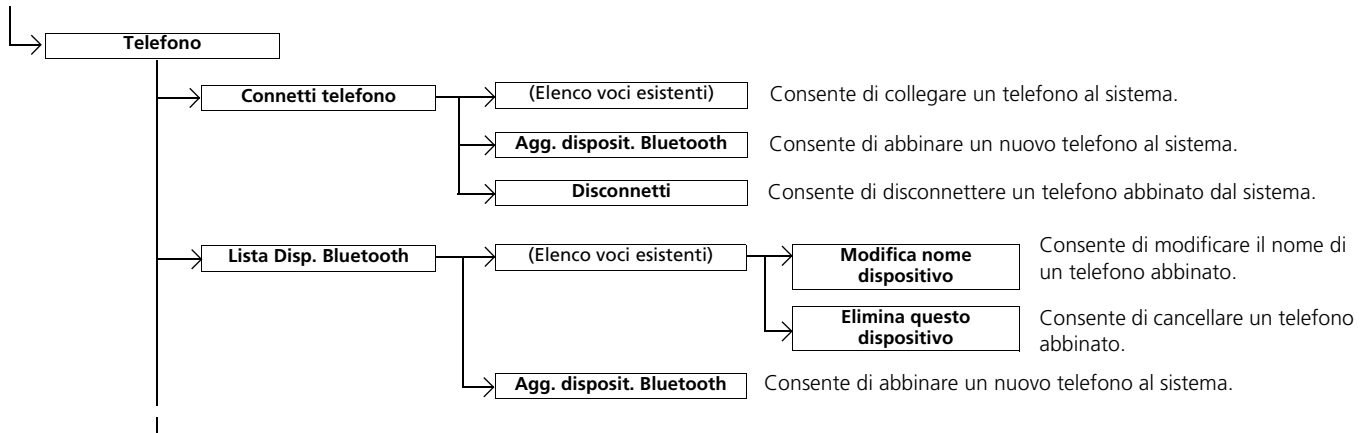 Telefono
Connetti telefono
(Elenco voci esistenti)
Consente di collegare un telefono al sistema.
Agg. disposit. Bluetooth
Consente di abbinare un nuovo telefono al sistema.
Disconnetti
Consente di disconnettere un telefono abbinato dal sistema.
Lista Disp. Bluetooth
(Elenco voci esistenti)
Modifica nome
dispositivo
Consente di modificare il nome di
un telefono abbinato.
Elimina questo
dispositivo
Consente di cancellare un telefono
abbinato.
Agg. disposit. Bluetooth
Consente di abbinare un nuovo telefono al sistema.